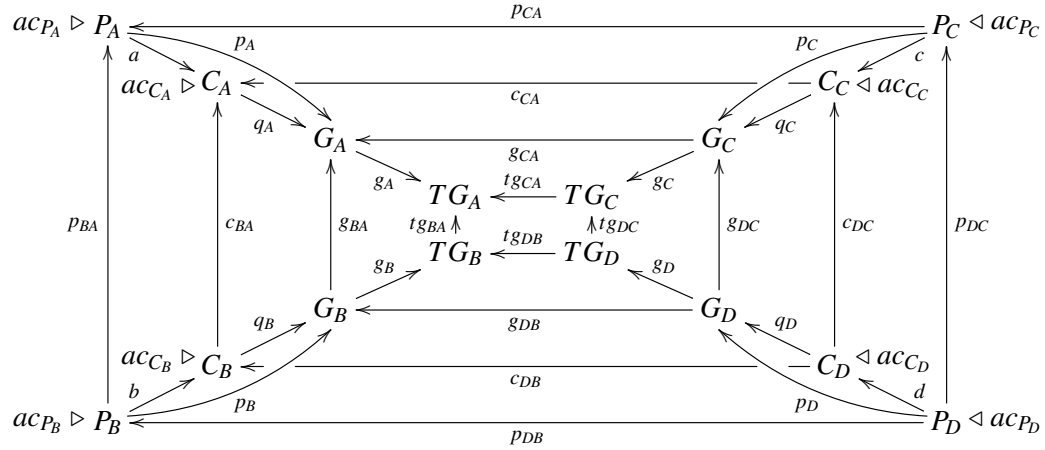 p_{CA}
ac_{P_A} ▷ P_A P_C ◁ ac_{P_C}
a p_A p_C c
ac_{C_A} ▷ C_A C_C ◁ ac_{C_C}
c_{CA}
q_A q_C
G_A G_C
g_{CA}
g_A tg_{CA} g_C
TG_A TG_C
p_{BA} c_{BA} g_{BA} tg_{BA} tg_{DC} g_{DC} c_{DC} p_{DC}
TG_B tg_{DB} TG_D
g_B g_D
G_B G_D
g_{DB}
q_B q_D
ac_{C_B} ▷ C_B C_D ◁ ac_{C_D}
c_{DB}
b p_B p_D d
ac_{P_B} ▷ P_B P_D ◁ ac_{P_D}
p_{DB}